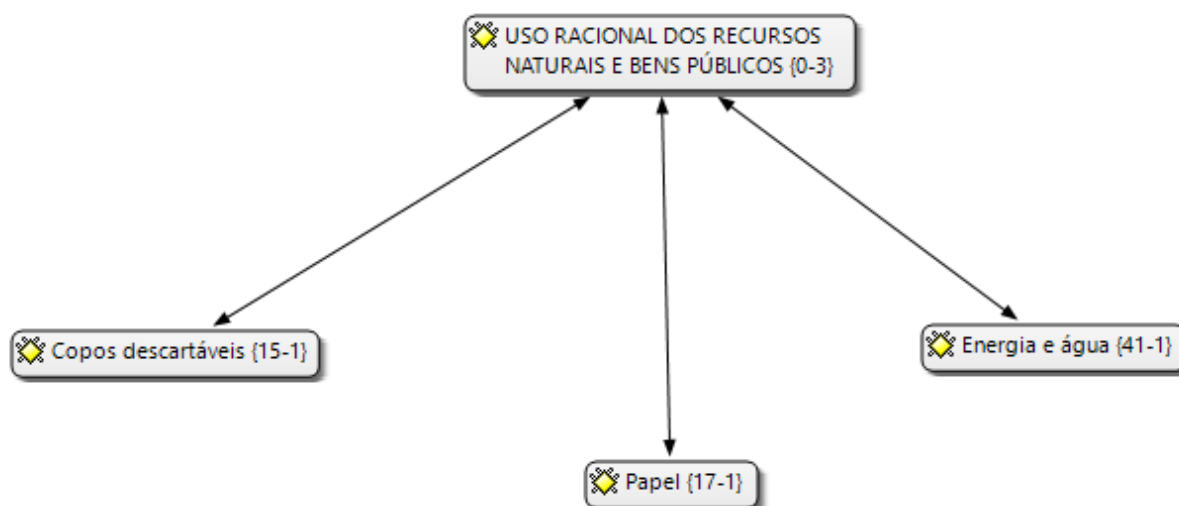 USO RACIONAL DOS RECURSOS
NATURAIS E BENS PÚBLICOS {0-3}
Copos descartáveis {15-1}
Energia e água {41-1}
Papel {17-1}